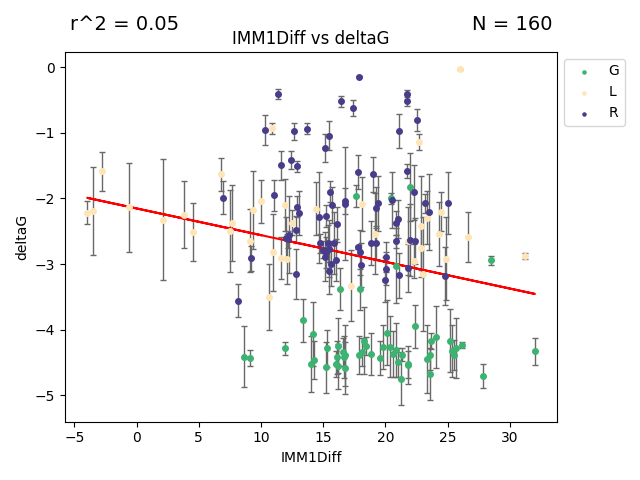 r^2 = 0.05
N = 160
IMM1Diff vs deltaG
G
L
R
deltaG
0
−1
−2
−3
−4
−5
−5 0 5 10 15 20 25 30
IMM1Diff